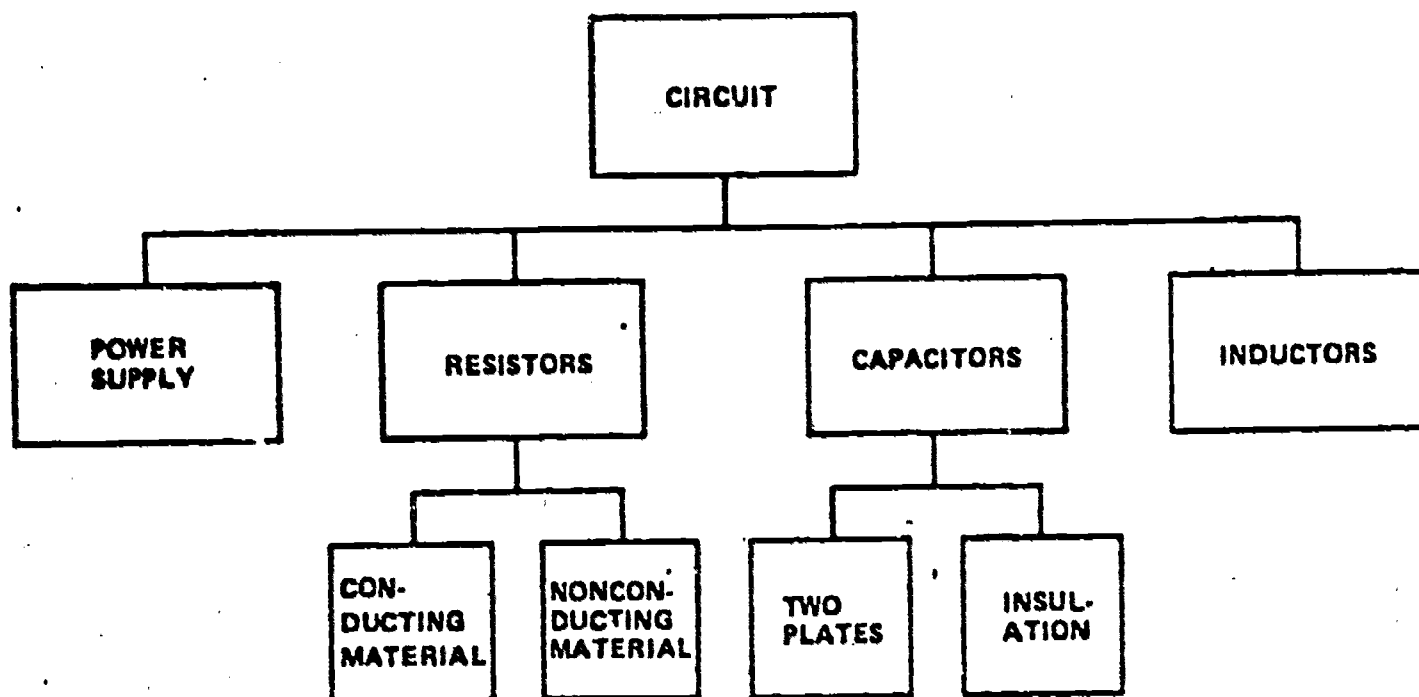 CIRCUIT
POWER
SUPPLY
RESISTORS
CAPACITORS
INDUCTORS
CON-
DUCTING
MATERIAL
NONCON-
DUCTING
MATERIAL
TWO
PLATES
INSUL-
ATION